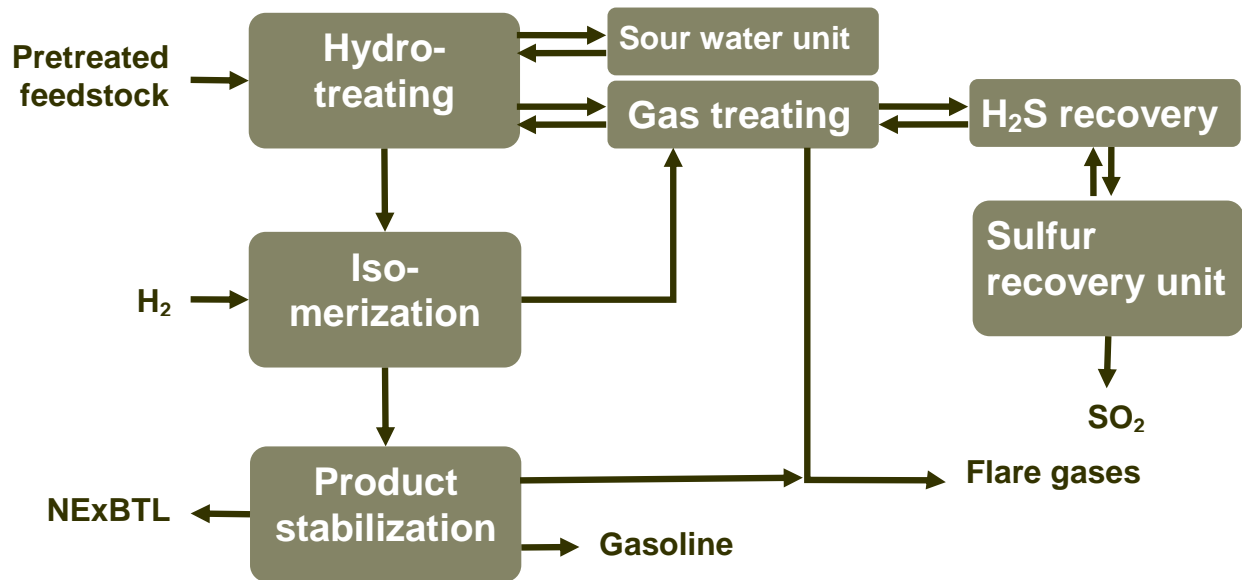 Pretreated
feedstock
Hydro-
treating
Sour water unit
Gas treating
H₂S recovery
H₂
Iso-
merization
Sulfur
recovery unit
SO₂
NExBTL
Product
stabilization
Flare gases
Gasoline